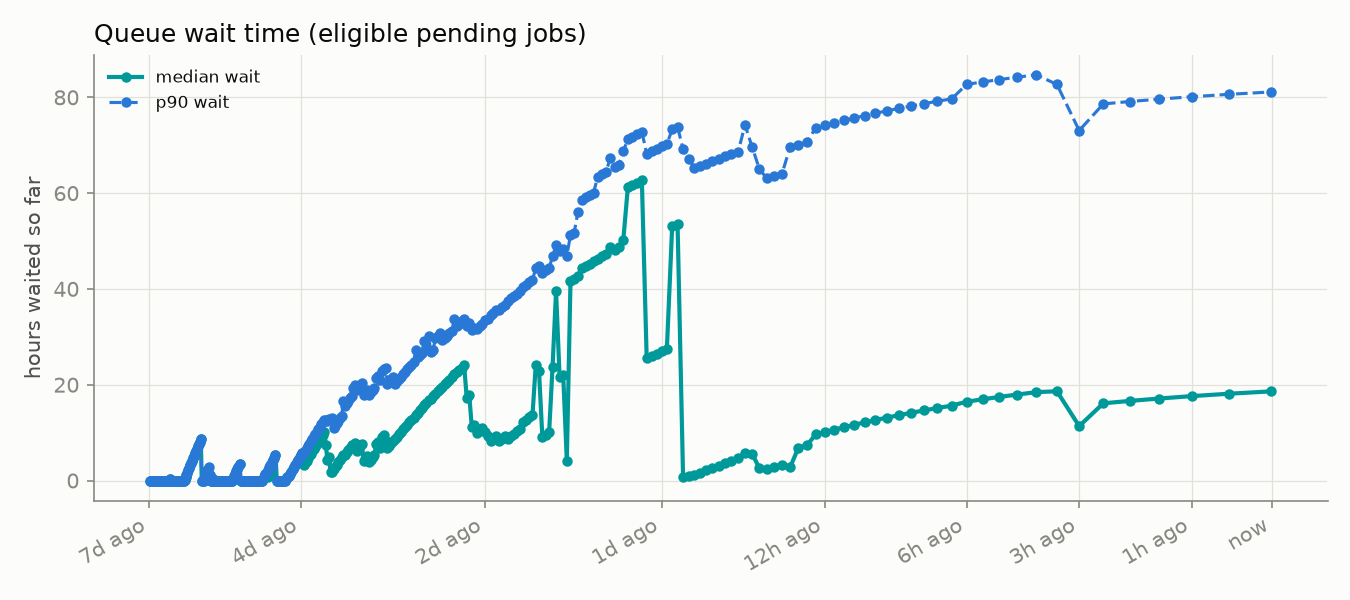 Queue wait time (eligible pending jobs)
median wait
p90 wait
hours waited so far
80
60
40
20
0
7d ago
4d ago
2d ago
1d ago
12h ago
6h ago
3h ago
1h ago
now